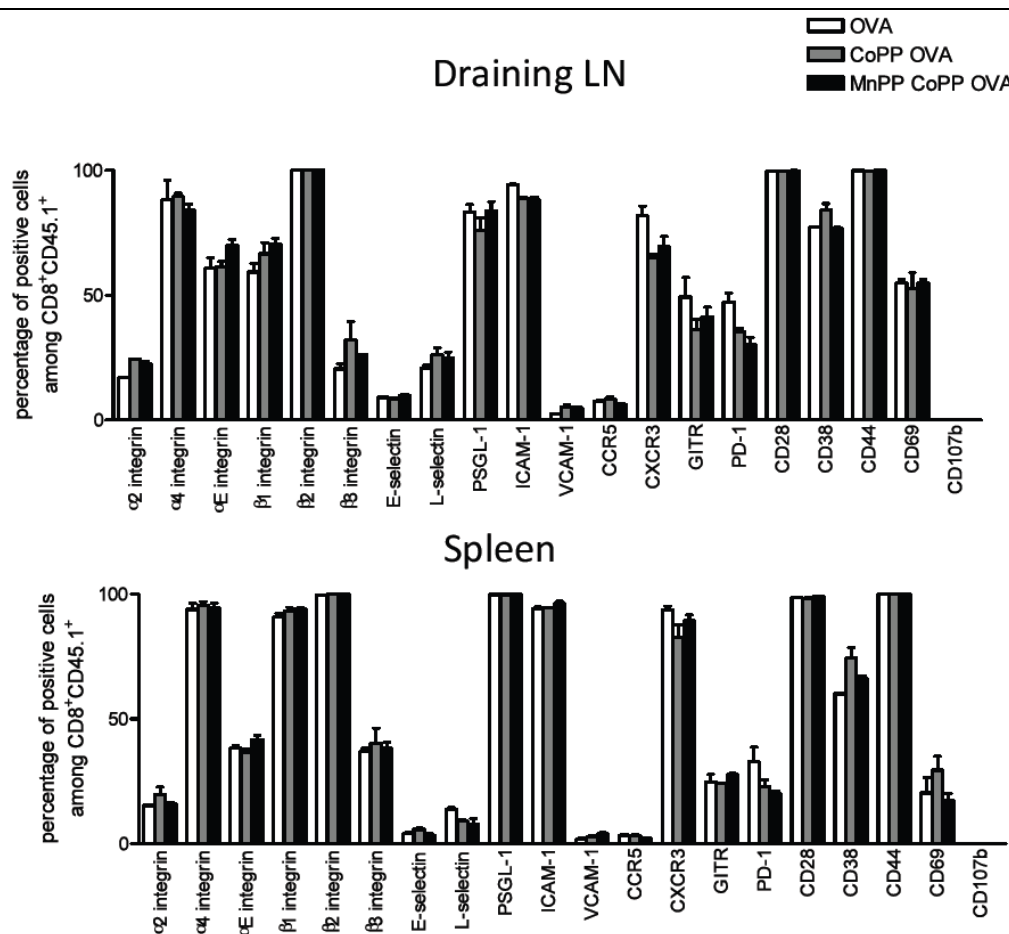 OVA
CoPP OVA
MnPP CoPP OVA
Draining LN
percentage of positive cells
among CD8⁺CD45.1⁺
100
50
0
α2 integrin
α4 integrin
αE integrin
β1 integrin
β2 integrin
β3 integrin
E-selectin
L-selectin
PSGL-1
ICAM-1
VCAM-1
CCR5
CXCR3
GITR
PD-1
CD28
CD38
CD44
CD69
CD107b
Spleen
percentage of positive cells
among CD8⁺CD45.1⁺
100
50
0
α2 integrin
α4 integrin
αE integrin
β1 integrin
β2 integrin
β3 integrin
E-selectin
L-selectin
PSGL-1
ICAM-1
VCAM-1
CCR5
CXCR3
GITR
PD-1
CD28
CD38
CD44
CD69
CD107b